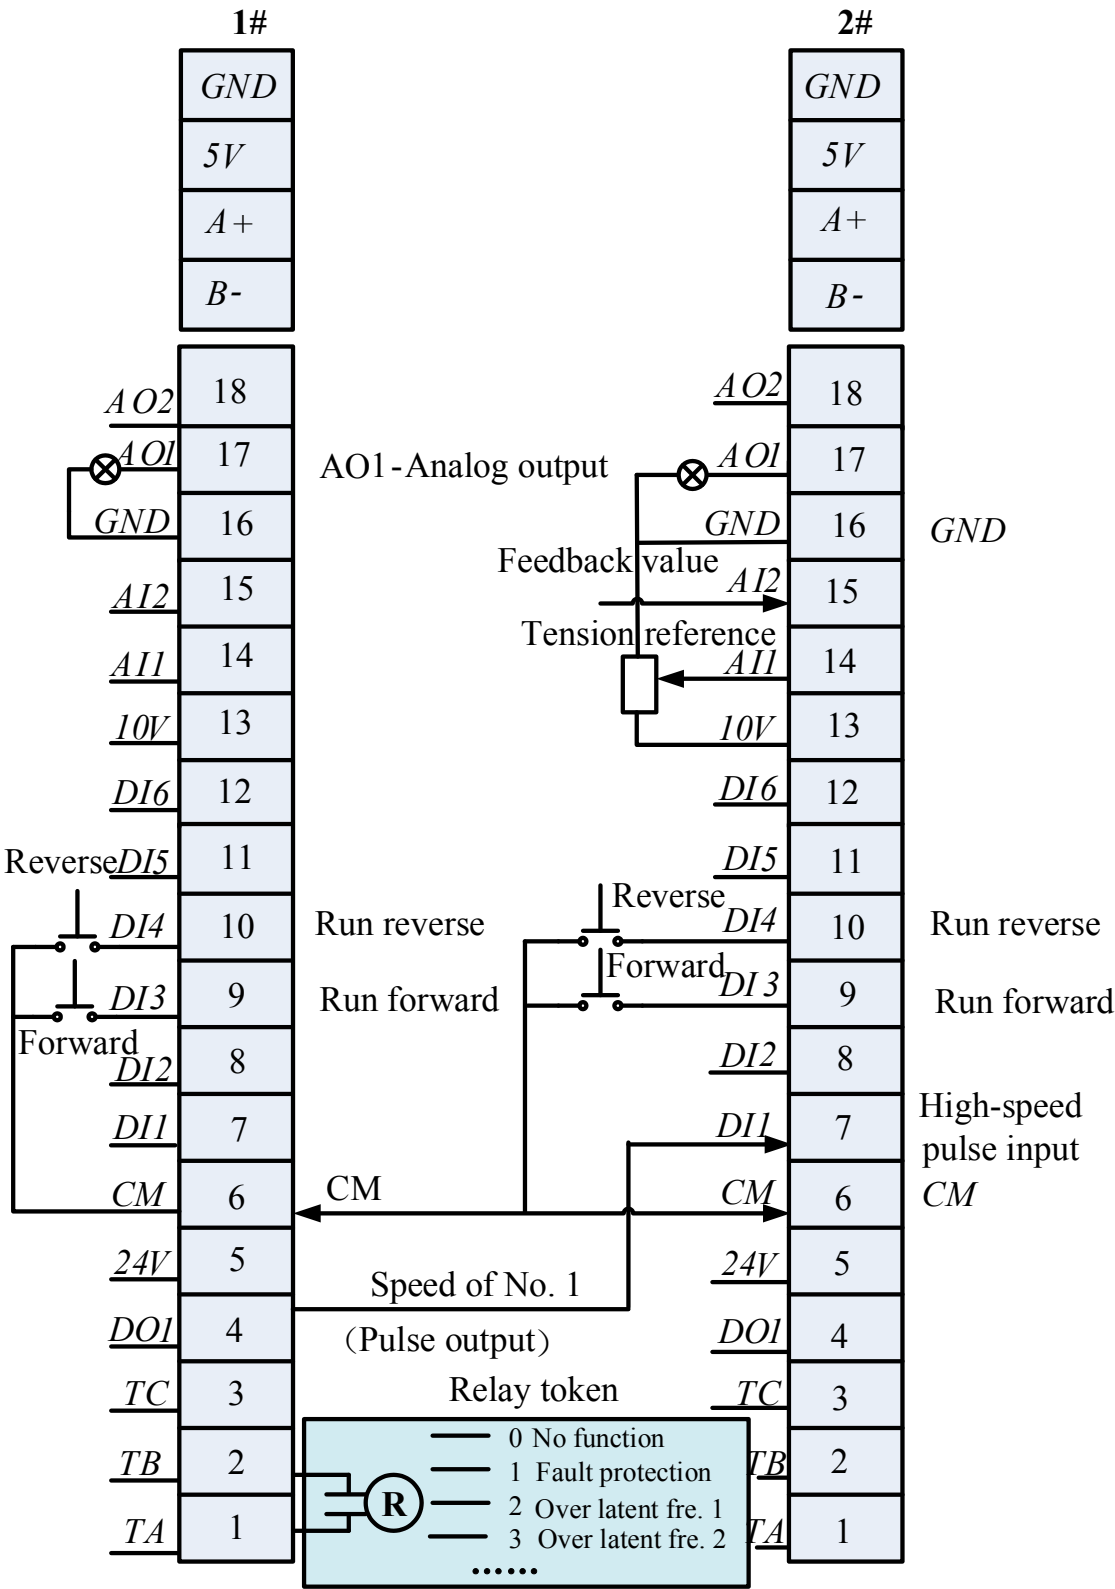 1#
2#
GND
5V
A+
B-
GND
5V
A+
B-
AO2 18
AO1 17 AO1-Analog output
GND 16
AI2 15
AI1 14
10V 13
DI6 12
Reverse DI5 11
DI4 10 Run reverse
DI3 9 Run forward
Forward
DI2 8
DI1 7
CM 6 CM
24V 5
Speed of No. 1
DO1 4
(Pulse output)
TC 3
TB 2
TA 1
AO2 18
AO1 17
GND 16 GND
Feedback value
AI2 15
Tension reference
AI1 14
10V 13
DI6 12
DI5 11
Reverse
DI4 10 Run reverse
Forward
DI3 9 Run forward
DI2 8
DI1 7 High-speed
pulse input
CM 6 CM
24V 5
DO1 4
TC 3
TB 2
TA 1
Relay token
R
0 No function
1 Fault protection
2 Over latent fre. 1
3 Over latent fre. 2
······